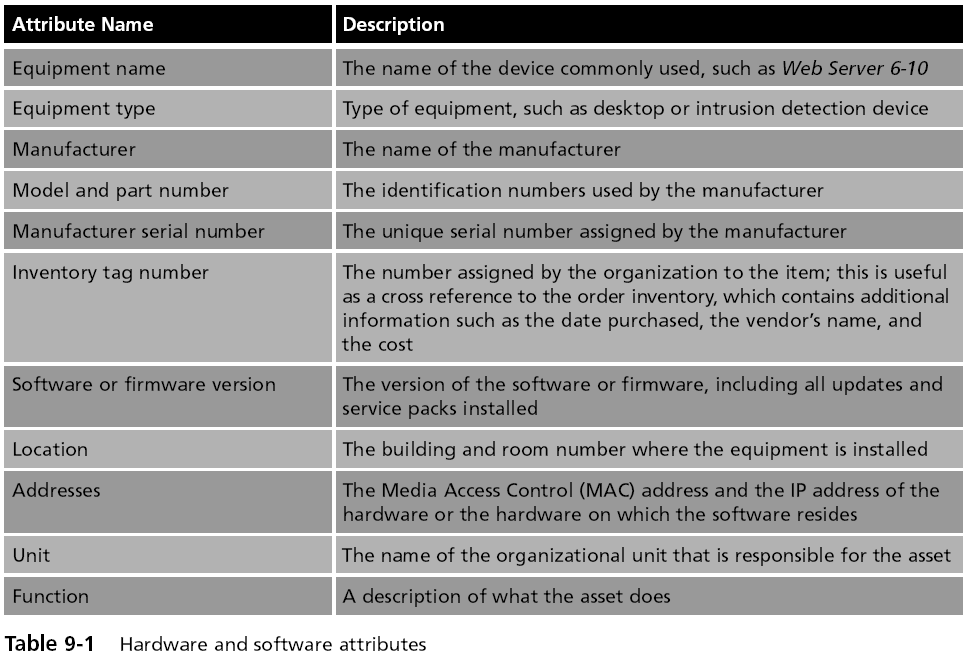 Attribute Name Description
Equipment name The name of the device commonly used, such as Web Server 6-10
Equipment type Type of equipment, such as desktop or intrusion detection device
Manufacturer The name of the manufacturer
Model and part number The identification numbers used by the manufacturer
Manufacturer serial number The unique serial number assigned by the manufacturer
Inventory tag number The number assigned by the organization to the item; this is useful
as a cross reference to the order inventory, which contains additional
information such as the date purchased, the vendor’s name, and
the cost
Software or firmware version The version of the software or firmware, including all updates and
service packs installed
Location The building and room number where the equipment is installed
Addresses The Media Access Control (MAC) address and the IP address of the
hardware or the hardware on which the software resides
Unit The name of the organizational unit that is responsible for the asset
Function A description of what the asset does
Table 9-1 Hardware and software attributes